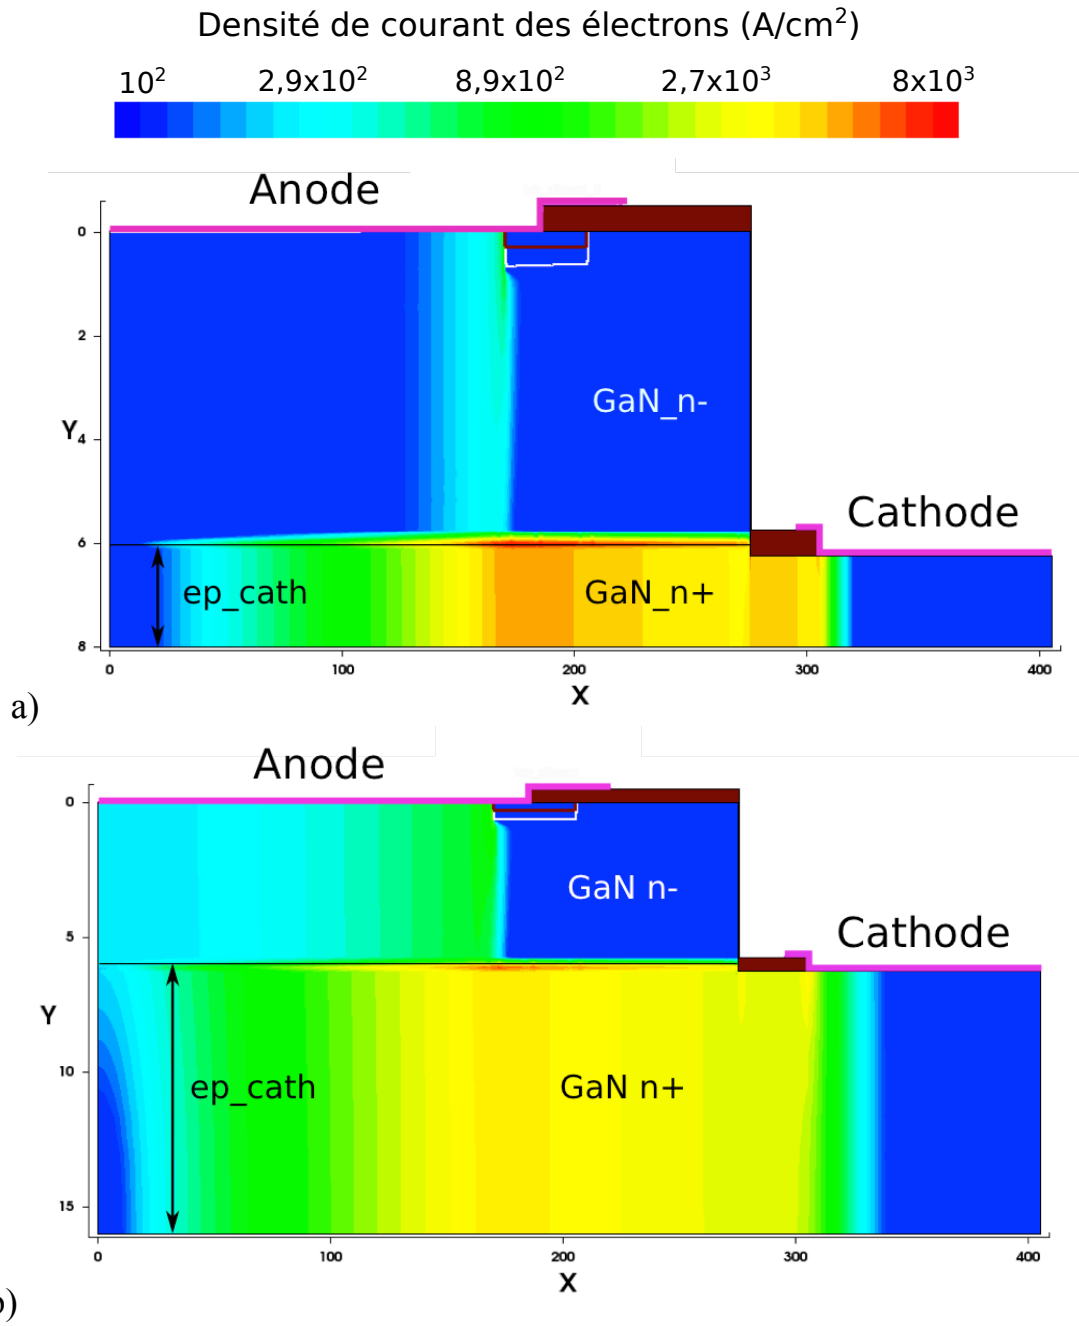 Densité de courant des électrons (A/cm²)
10² 2,9x10² 8,9x10² 2,7x10³ 8x10³
Anode
0
2
GaN_n-
Y
4
Cathode
6
ep_cath GaN_n+
8
0 100 200 300 400
X
a)
Anode
0
GaN n-
Cathode
5
Y
10
ep_cath GaN n+
15
0 100 200 300 400
X
b)